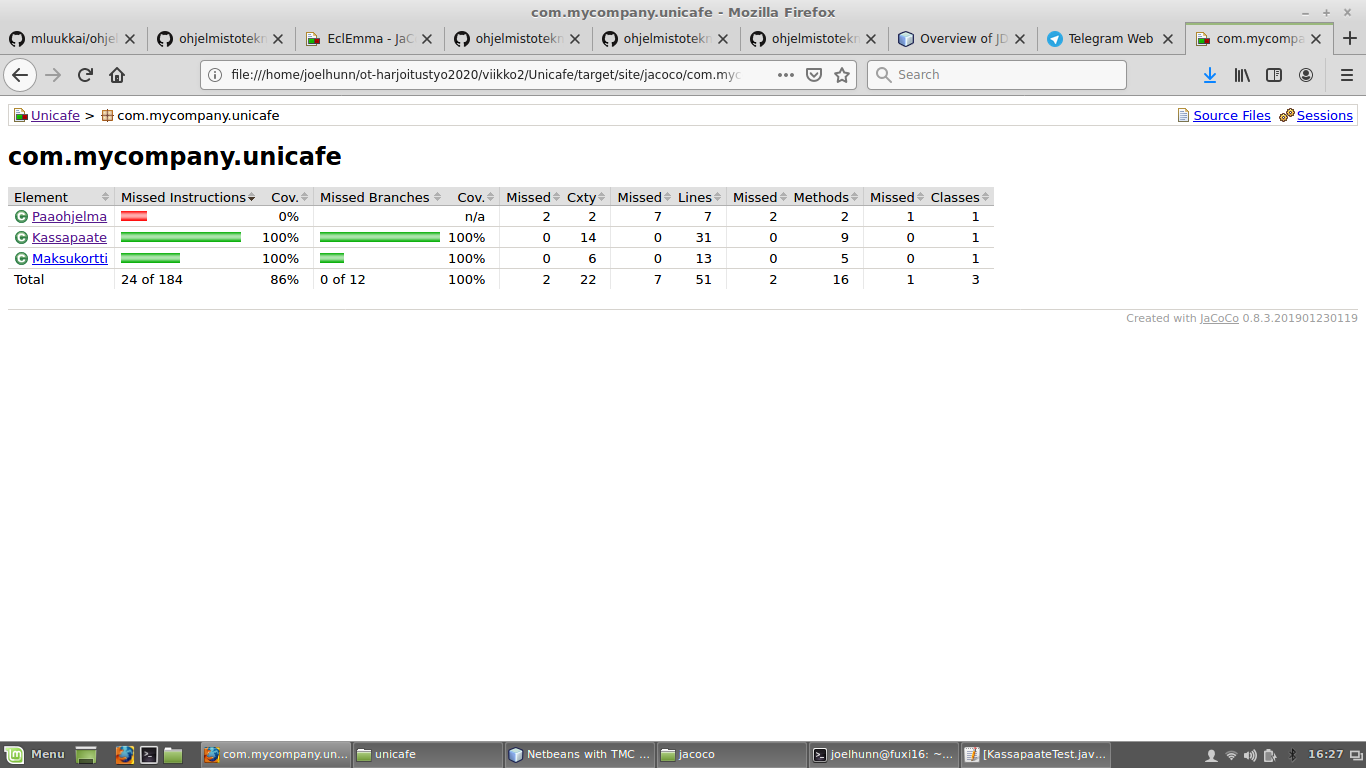 com.mycompany.unicafe - Mozilla Firefox
mluukkai/ohjel ohjelmistotekn EclEmma - JaC ohjelmistotekn ohjelmistotekn ohjelmistotekn Overview of JD Telegram Web com.mycompa
file:///home/joelhunn/ot-harjoitustyo2020/viikko2/Unicafe/target/site/jacoco/com.myc Search
Unicafe > com.mycompany.unicafe Source Files Sessions
com.mycompany.unicafe
Element Missed Instructions Cov. Missed Branches Cov. Missed Cxty Missed Lines Missed Methods Missed Classes
Paaohjelma 0% n/a 2 2 7 7 2 2 1 1
Kassapaate 100% 100% 0 14 0 31 0 9 0 1
Maksukortti 100% 100% 0 6 0 13 0 5 0 1
Total 24 of 184 86% 0 of 12 100% 2 22 7 51 2 16 1 3
Created with JaCoCo 0.8.3.201901230119
Menu com.mycompany.un... unicafe Netbeans with TMC ... jacoco joelhunn@fuxi16: ~... [KassapaateTest.jav... 16:27